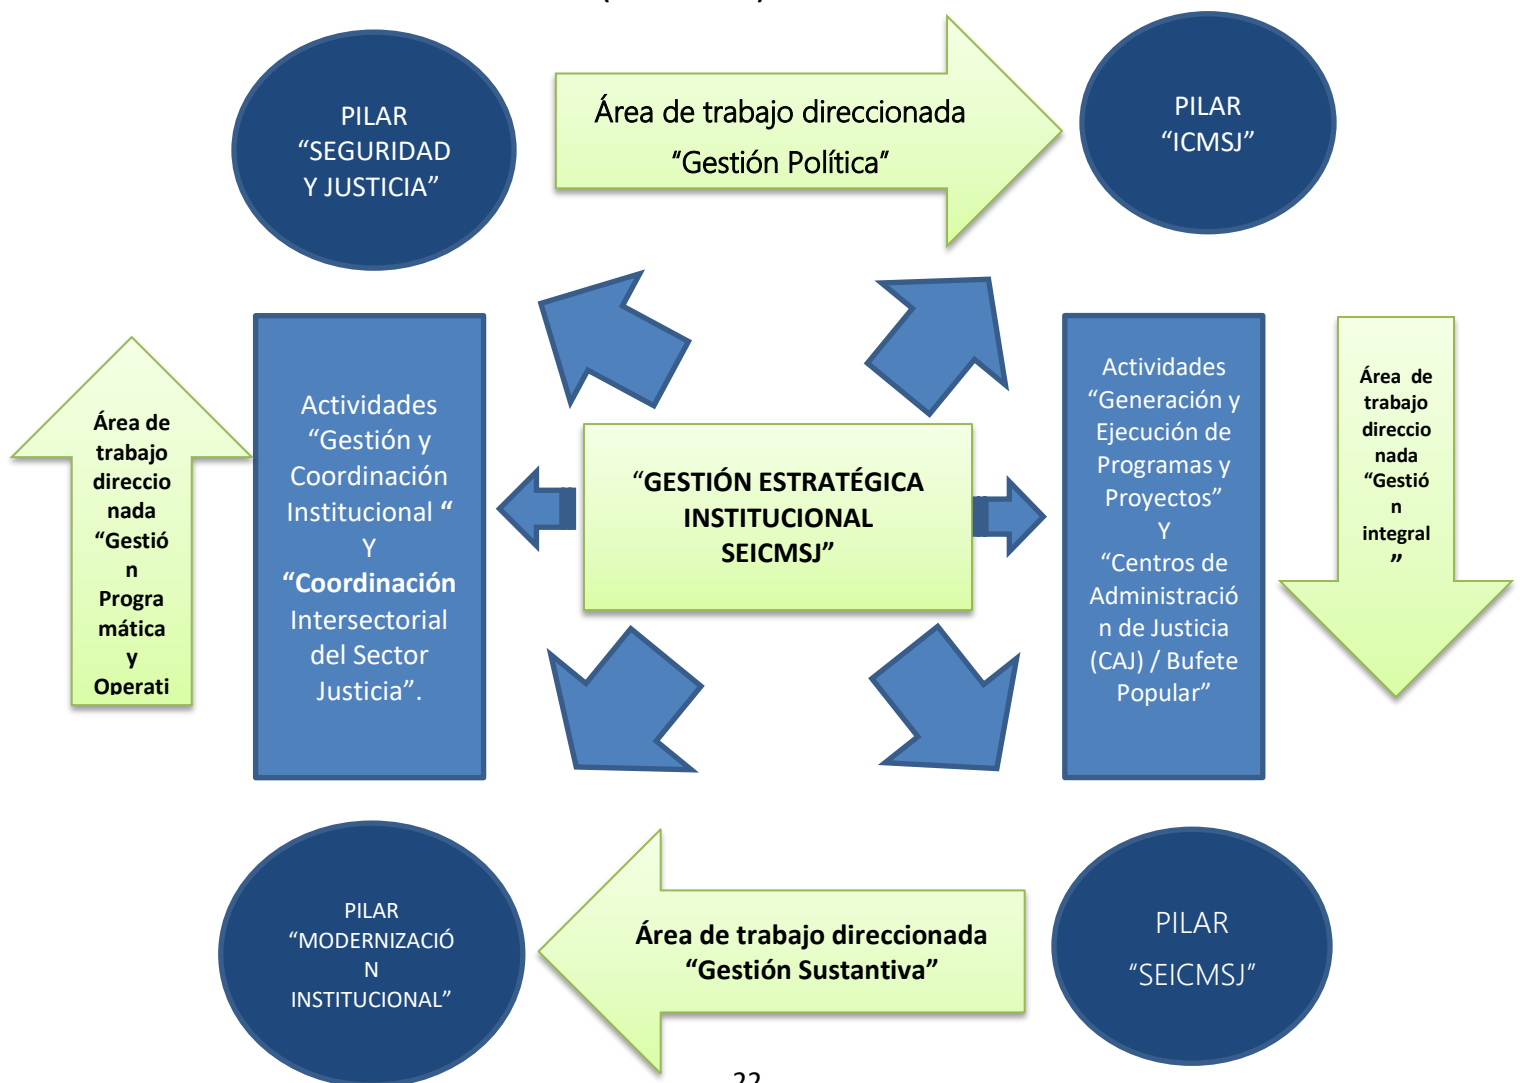 PILAR
“SEGURIDAD
Y JUSTICIA”
Área de trabajo direccionada
“Gestión Política”
PILAR
“ICMSJ”
Área de
trabajo
direccio
nada
“Gestió
n
Progra
mática
y
Operati
Actividades
“Gestión y
Coordinación
Institucional “
Y
“Coordinación
Intersectorial
del Sector
Justicia”.
“GESTIÓN ESTRATÉGICA
INSTITUCIONAL
SEICMSJ”
Actividades
“Generación y
Ejecución de
Programas y
Proyectos”
Y
“Centros de
Administració
n de Justicia
(CAJ) / Bufete
Popular”
Área de
trabajo
direccio
nada
“Gestió
n
integral
”
PILAR
“MODERNIZACIÓ
N
INSTITUCIONAL”
Área de trabajo direccionada
“Gestión Sustantiva”
PILAR
“SEICMSJ”
22